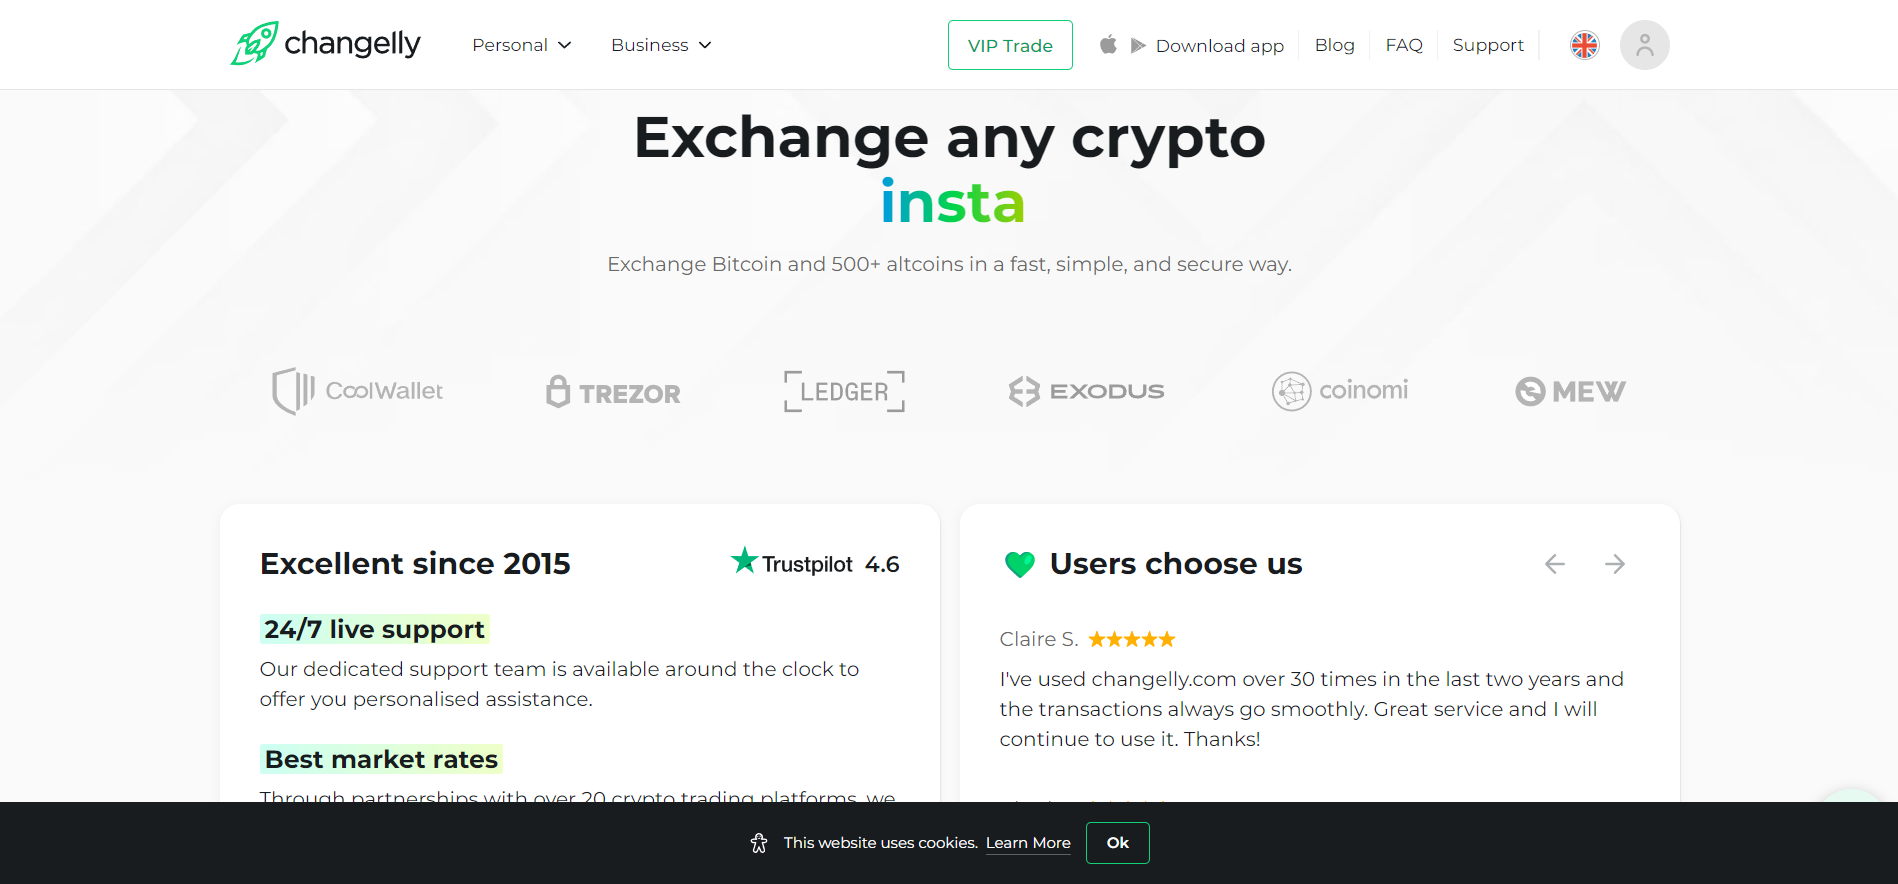 changelly
Personal
Business
VIP Trade
Download app
Blog
FAQ
Support
Exchange any crypto
insta
Exchange Bitcoin and 500+ altcoins in a fast, simple, and secure way.
CoolWallet
TREZOR
LEDGER
EXODUS
coinomi
MEW
Excellent since 2015
Trustpilot 4.6
24/7 live support
Our dedicated support team is available around the clock to
offer you personalised assistance.
Best market rates
Through partnerships with over 20 crypto trading platforms, we
Users choose us
Claire S.
I've used changelly.com over 30 times in the last two years and
the transactions always go smoothly. Great service and I will
continue to use it. Thanks!
This website uses cookies. Learn More
Ok